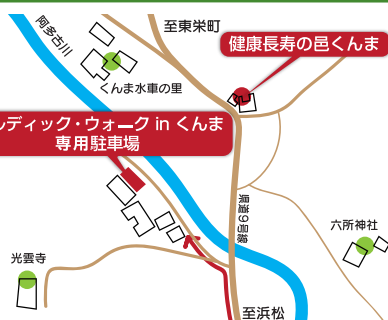 至東栄町
阿多古川
健康長寿の邑くんま
くんま水車の里
ルディック・ウォーク in くんま
専用駐車場
県道9号線
六所神社
光雲寺
至浜松